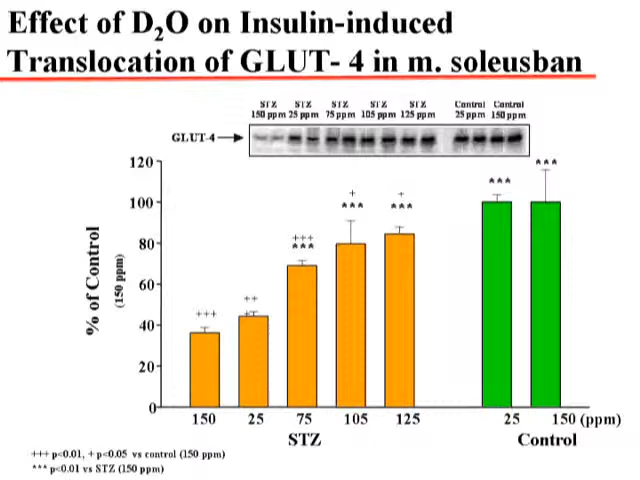 Effect of D₂O on Insulin-induced
Translocation of GLUT- 4 in m. soleusban
STZ STZ STZ STZ STZ Control Control
150 ppm 25 ppm 75 ppm 105 ppm 125 ppm 25 ppm 150 ppm
GLUT-4
120
100
80
60
40
20
0
% of Control
(150 ppm)
+++
++
+++
***
+
***
+
***
***
***
150 25 75 105 125 25 150 (ppm)
STZ Control
+++ p<0.01, + p<0.05 vs control (150 ppm)
*** p<0.01 vs STZ (150 ppm)